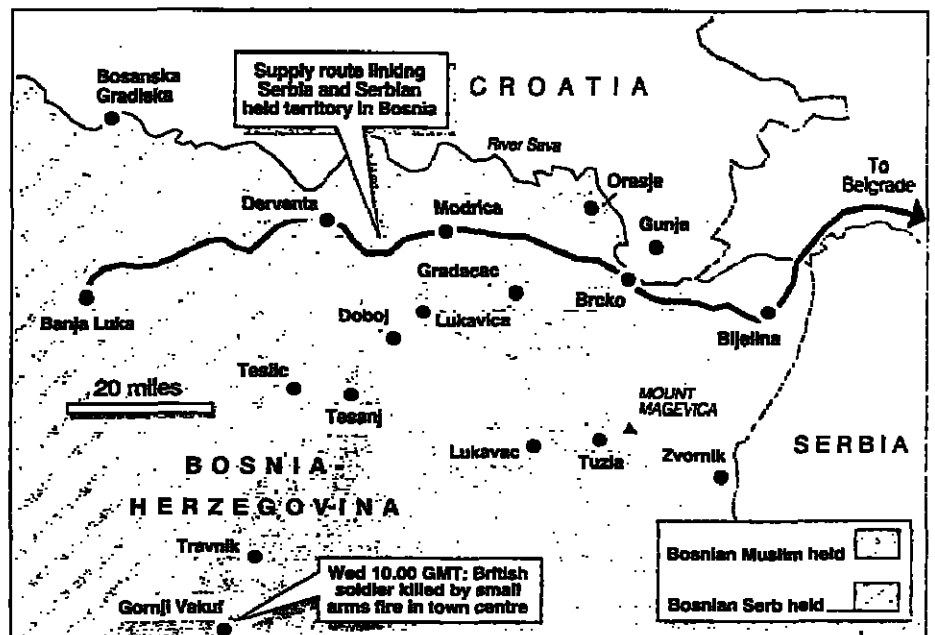 Bosanska
Gradiska
Supply route linking
Serbia and Serbian
held territory in Bosnia
CROATIA
River Sava
To
Belgrade
Orasje
Derventa
Modrica
Gunja
Gradacac
Brcko
Banja Luka
Doboj
Lukavica
Bijelina
Teslic
20 miles
Tesanj
MOUNT
MAGEVICA
Lukavac
Tuzla
Zvornik
SERBIA
BOSNIA-
HERZEGOVINA
Travnik
Bosnian Muslim held
Wed 10.00 GMT: British
soldier killed by small
arms fire in town centre
Gornji Vakuf
Bosnian Serb held